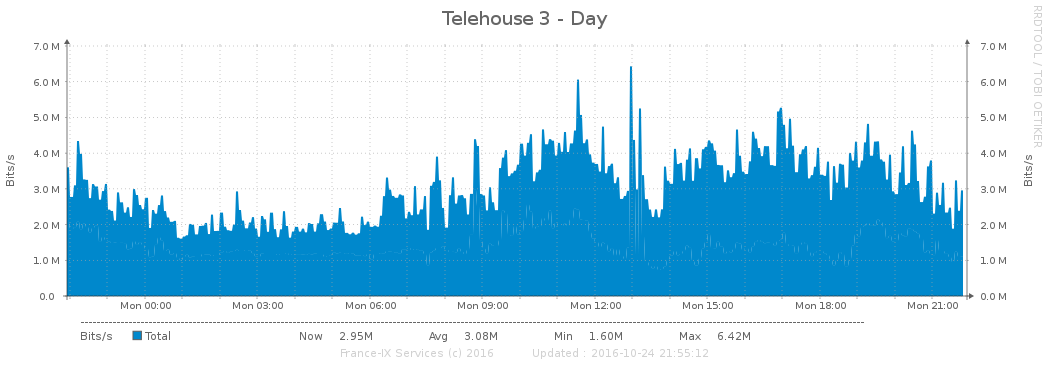 Telehouse 3 - Day
RRDTOOL / TOBI OETIKER
Bits/s
7.0 M
6.0 M
5.0 M
4.0 M
3.0 M
2.0 M
1.0 M
0.0
7.0 M
6.0 M
5.0 M
4.0 M
3.0 M
2.0 M
1.0 M
0.0 M
Bits/s
Mon 00:00 Mon 03:00 Mon 06:00 Mon 09:00 Mon 12:00 Mon 15:00 Mon 18:00 Mon 21:00
Bits/s Total Now 2.95M Avg 3.08M Min 1.60M Max 6.42M
France-IX Services (c) 2016 Updated : 2016-10-24 21:55:12